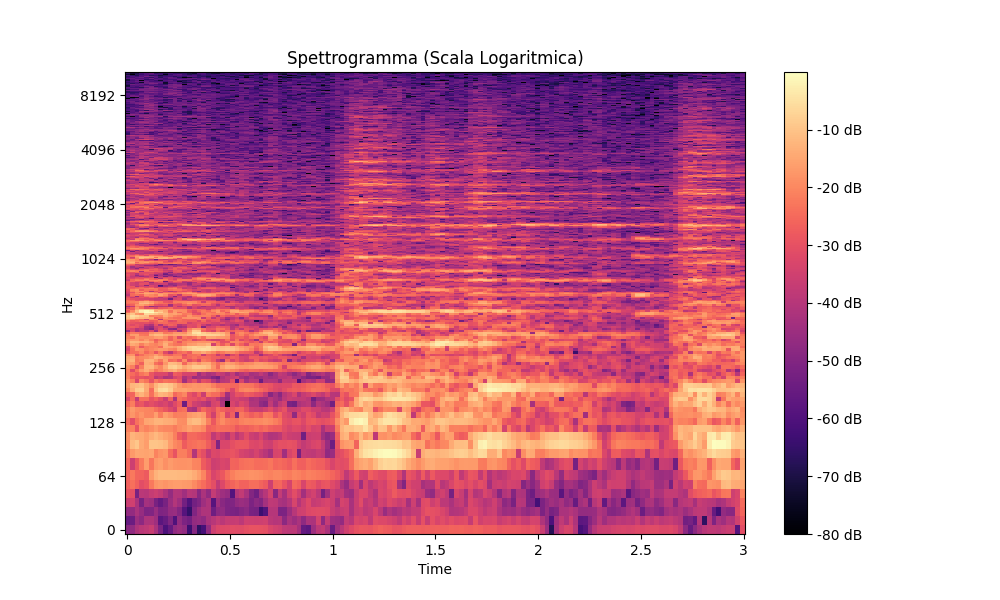 Spettrogramma (Scala Logaritmica)
Hz
8192
4096
2048
1024
512
256
128
64
0
0
0.5
1
1.5
2
2.5
3
Time
-10 dB
-20 dB
-30 dB
-40 dB
-50 dB
-60 dB
-70 dB
-80 dB